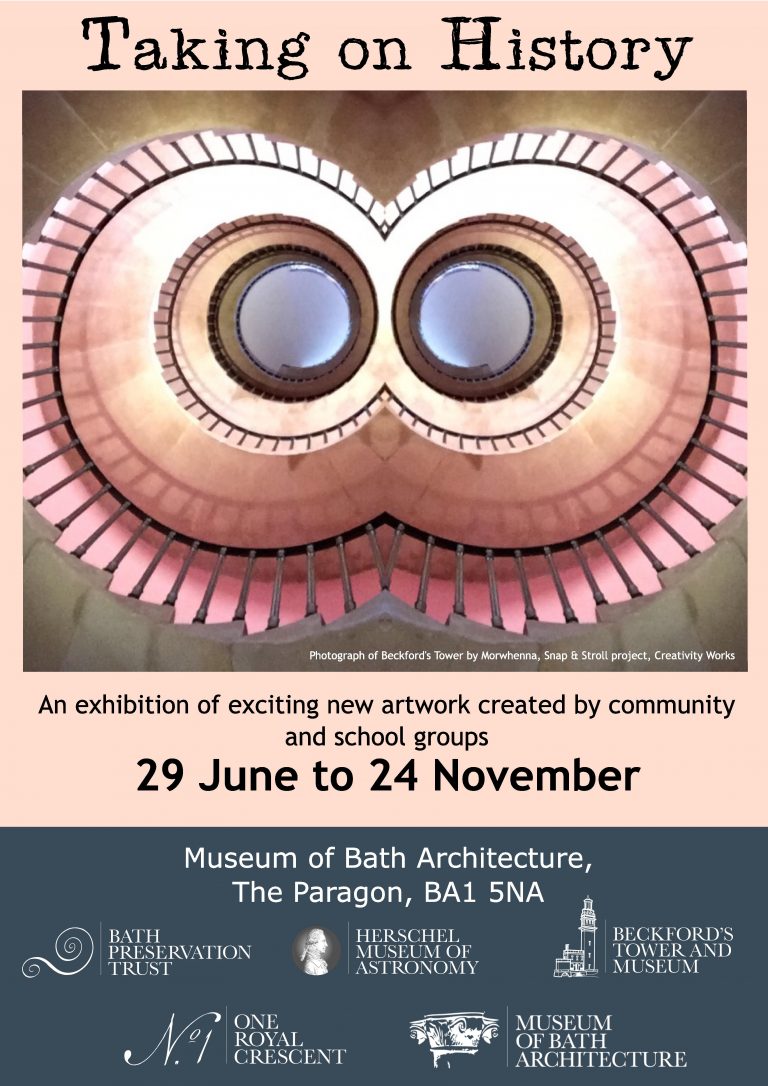 Taking on History
Photograph of Beckford's Tower by Morwhenna, Snap & Stroll project, Creativity Works
An exhibition of exciting new artwork created by community
and school groups
29 June to 24 November
Museum of Bath Architecture,
The Paragon, BA1 5NA
BATH
PRESERVATION
TRUST
HERSCHEL
MUSEUM OF
ASTRONOMY
BECKFORD'S
TOWER AND
MUSEUM
No.1
ONE
ROYAL
CRESCENT
MUSEUM
OF BATH
ARCHITECTURE